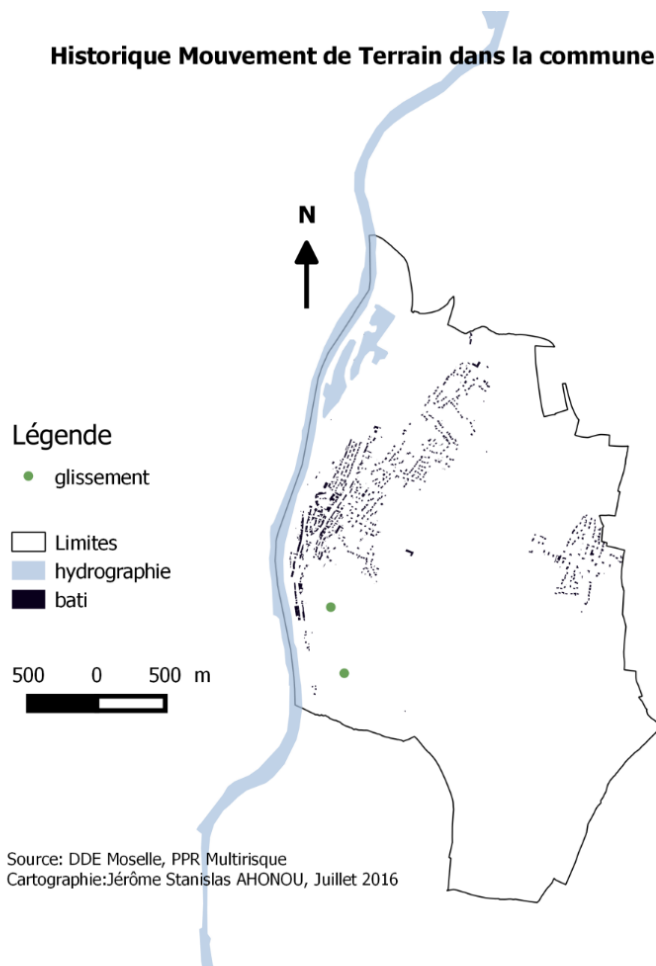 Historique Mouvement de Terrain dans la commune
N
Légende
glissement
Limites
hydrographie
bati
500 0 500 m
Source: DDE Moselle, PPR Multirisque
Cartographie:Jérôme Stanislas AHONOU, Juillet 2016